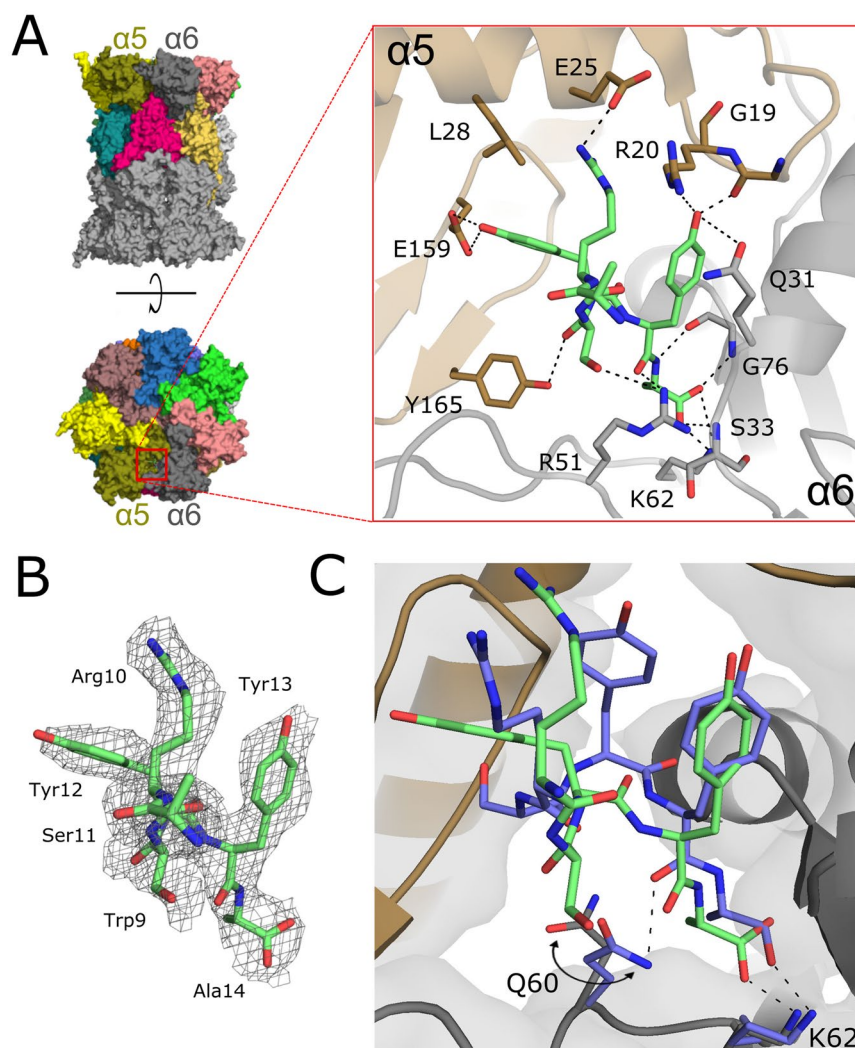 A
α5 α6
α5 α6
α5
E25
G19
L28
R20
E159
Q31
G76
Y165
S33
R51
K62
α6
B
Arg10
Tyr13
Tyr12
Ser11
Trp9
Ala14
C
Q60
K62